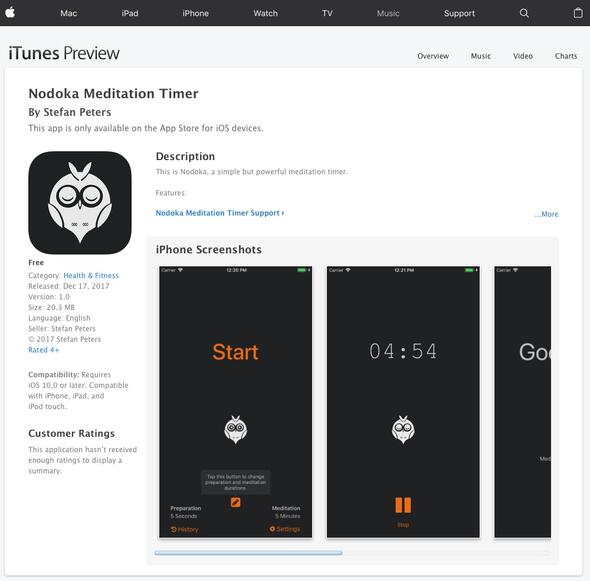 Mac iPad iPhone Watch TV Music Support
iTunes Preview
Overview Music Video Charts
Nodoka Meditation Timer
By Stefan Peters
This app is only available on the App Store for iOS devices.
Description
This is Nodoka, a simple but powerful meditation timer.
Features:
Nodoka Meditation Timer Support ›
...More
Free
Category: Health & Fitness
Released: Dec 17, 2017
Version: 1.0
Size: 20.3 MB
Language: English
Seller: Stefan Peters
© 2017 Stefan Peters
Rated 4+
Compatibility: Requires
iOS 10.0 or later. Compatible
with iPhone, iPad, and
iPod touch.
Customer Ratings
This application hasn't received
enough ratings to display a
summary.
iPhone Screenshots
Carrier 12:20 PM
Start
Tap this button to change
preparation and meditation
durations
Preparation Meditation
5 Seconds 5 Minutes
History Settings
Carrier 12:21 PM
04:54
Stop
Carrier
Goo
Med